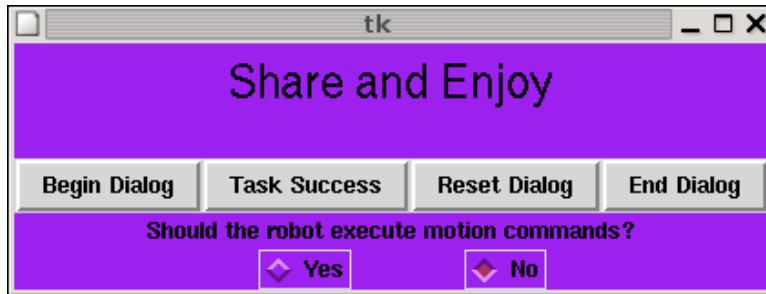 tk
Share and Enjoy
Begin Dialog Task Success Reset Dialog End Dialog
Should the robot execute motion commands?
Yes No